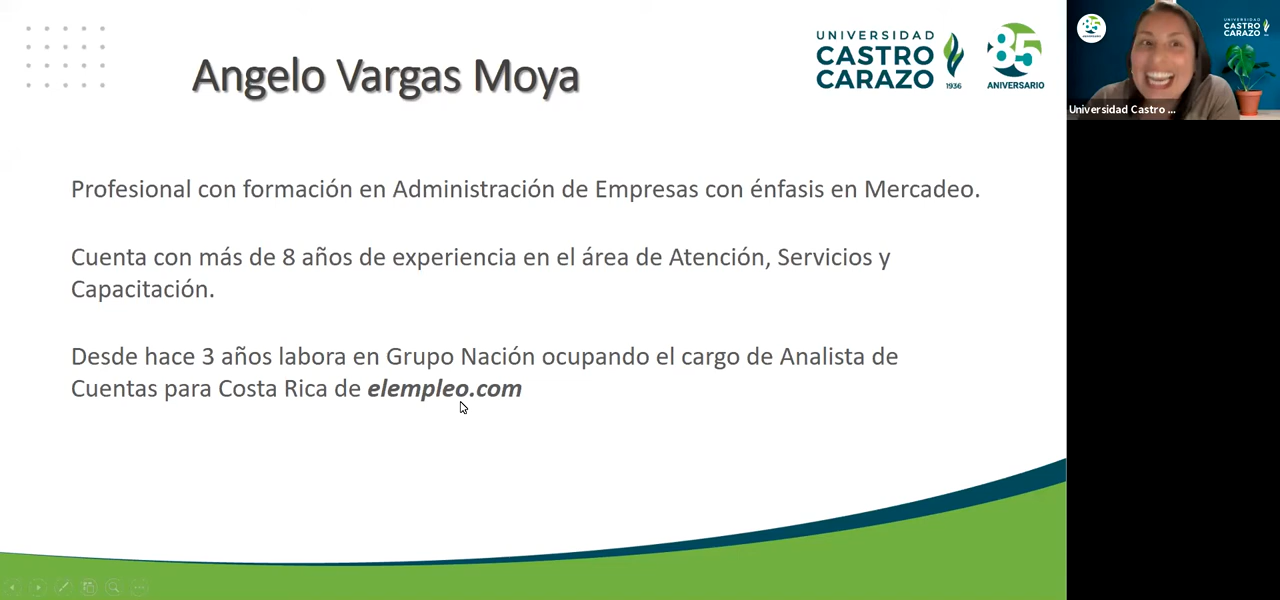 Angelo Vargas Moya
UNIVERSIDAD
CASTRO
CARAZO
1936
85
ANIVERSARIO
Profesional con formación en Administración de Empresas con énfasis en Mercadeo.
Cuenta con más de 8 años de experiencia en el área de Atención, Servicios y
Capacitación.
Desde hace 3 años labora en Grupo Nación ocupando el cargo de Analista de
Cuentas para Costa Rica de elempleo.com
85
UNIVERSIDAD
CASTRO
CARAZO
Universidad Castro ...